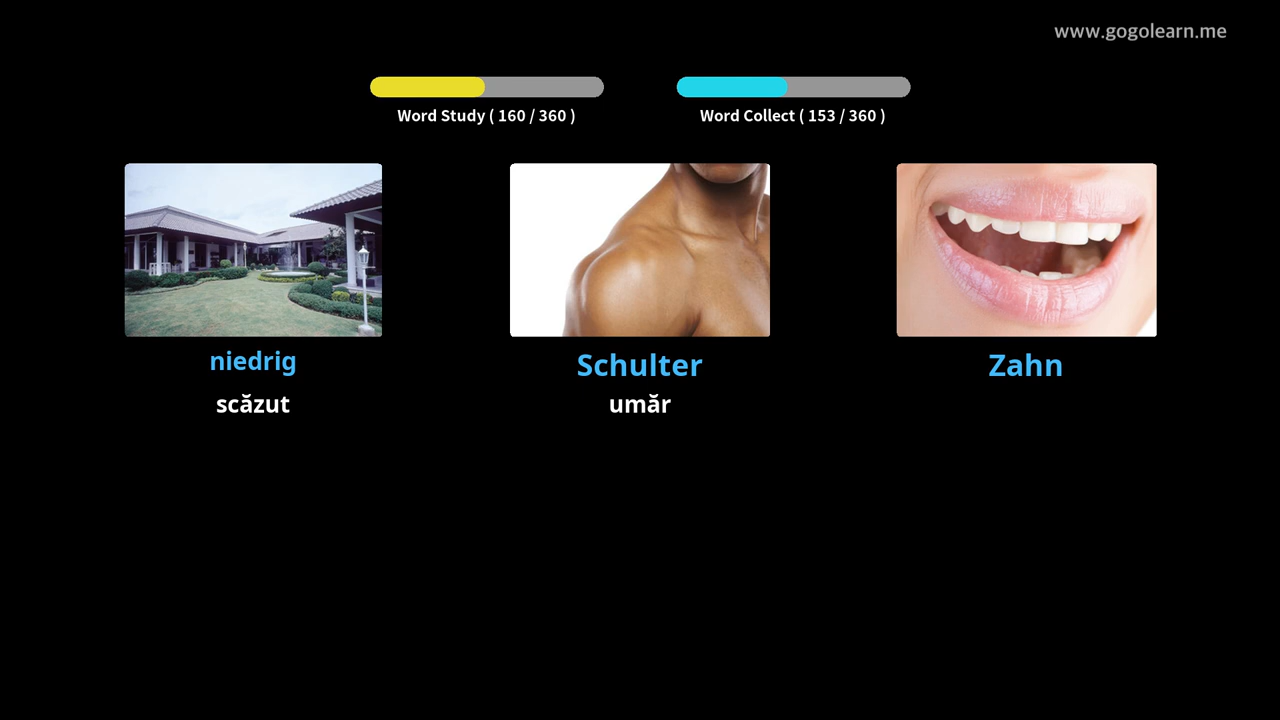 www.gogolearn.me
Word Study ( 160 / 360 )
Word Collect ( 153 / 360 )
niedrig
scăzut
Schulter
umăr
Zahn